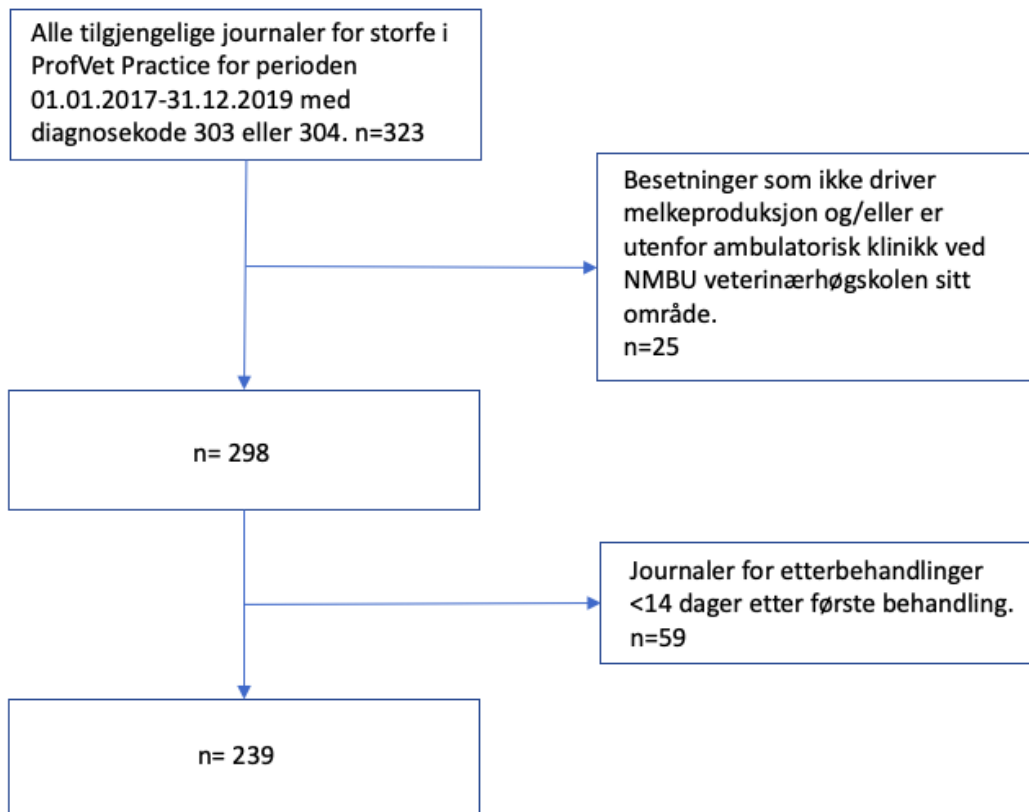 Alle tilgjengelige journaler for storfe i
ProfVet Practice for perioden
01.01.2017-31.12.2019 med
diagnosekode 303 eller 304. n=323
Besetninger som ikke driver
melkeproduksjon og/eller er
utenfor ambulatorisk klinikk ved
NMBU veterinærhøgskolen sitt
område.
n=25
n= 298
Journaler for etterbehandlinger
<14 dager etter første behandling.
n=59
n= 239